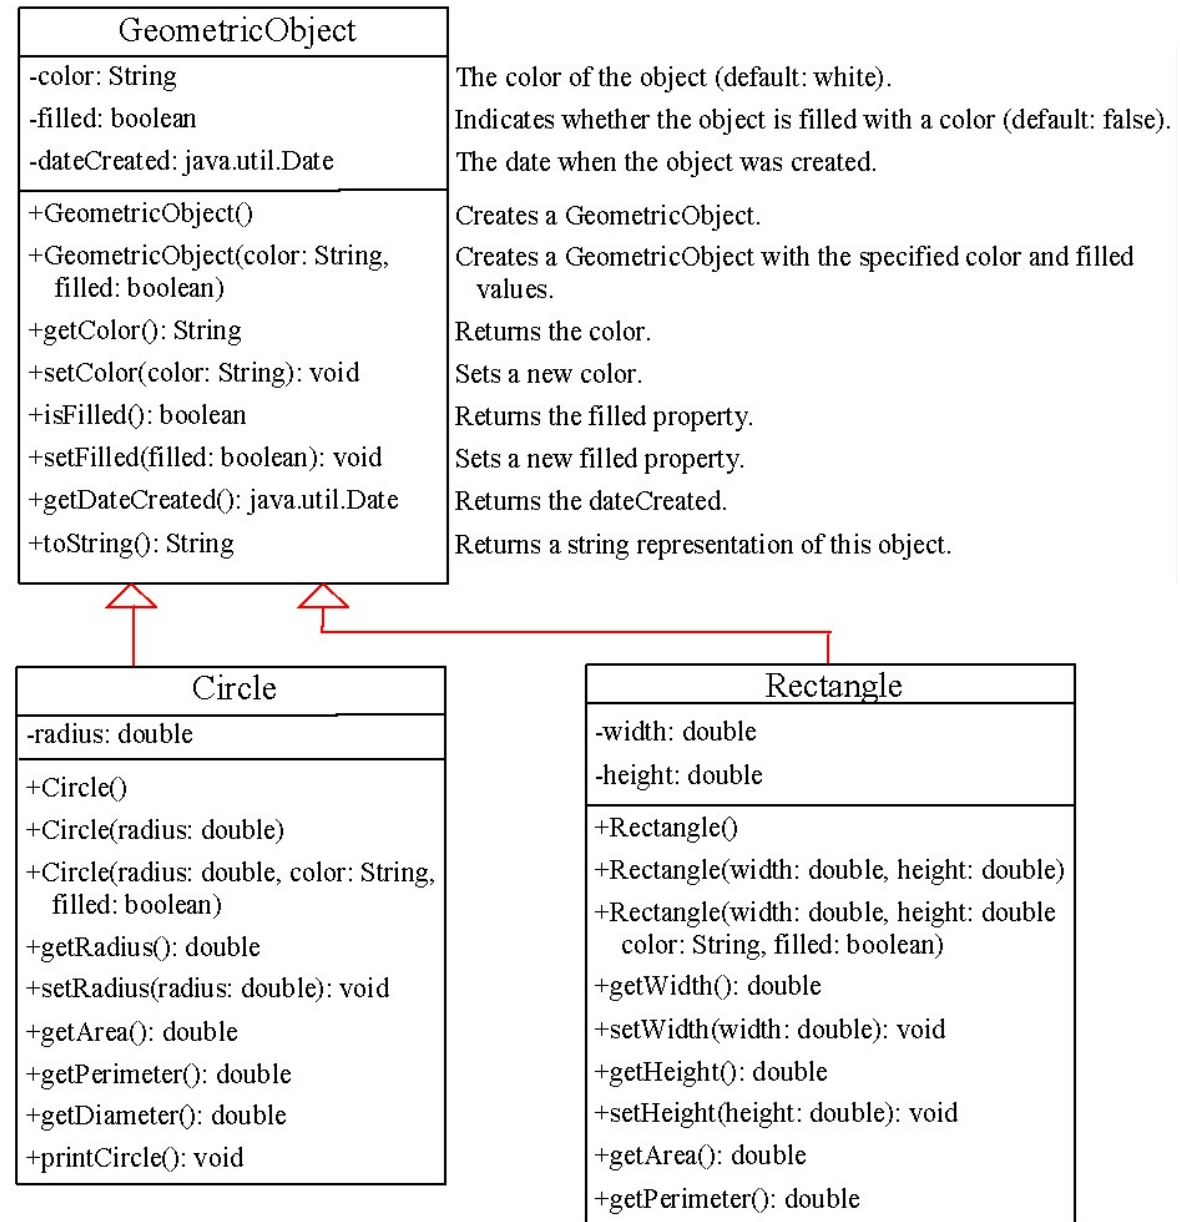 GeometricObject
-color: String
The color of the object (default: white).
-filled: boolean
Indicates whether the object is filled with a color (default: false).
-dateCreated: java.util.Date
The date when the object was created.
+GeometricObject()
Creates a GeometricObject.
+GeometricObject(color: String,
filled: boolean)
Creates a GeometricObject with the specified color and filled
values.
+getColor(): String
Returns the color.
+setColor(color: String): void
Sets a new color.
+isFilled(): boolean
Returns the filled property.
+setFilled(filled: boolean): void
Sets a new filled property.
+getDateCreated(): java.util.Date
Returns the dateCreated.
+toString(): String
Returns a string representation of this object.
Circle
-radius: double
+Circle()
+Circle(radius: double)
+Circle(radius: double, color: String,
filled: boolean)
+getRadius(): double
+setRadius(radius: double): void
+getArea(): double
+getPerimeter(): double
+getDiameter(): double
+printCircle(): void
Rectangle
-width: double
-height: double
+Rectangle()
+Rectangle(width: double, height: double)
+Rectangle(width: double, height: double
color: String, filled: boolean)
+getWidth(): double
+setWidth(width: double): void
+getHeight(): double
+setHeight(height: double): void
+getArea(): double
+getPerimeter(): double